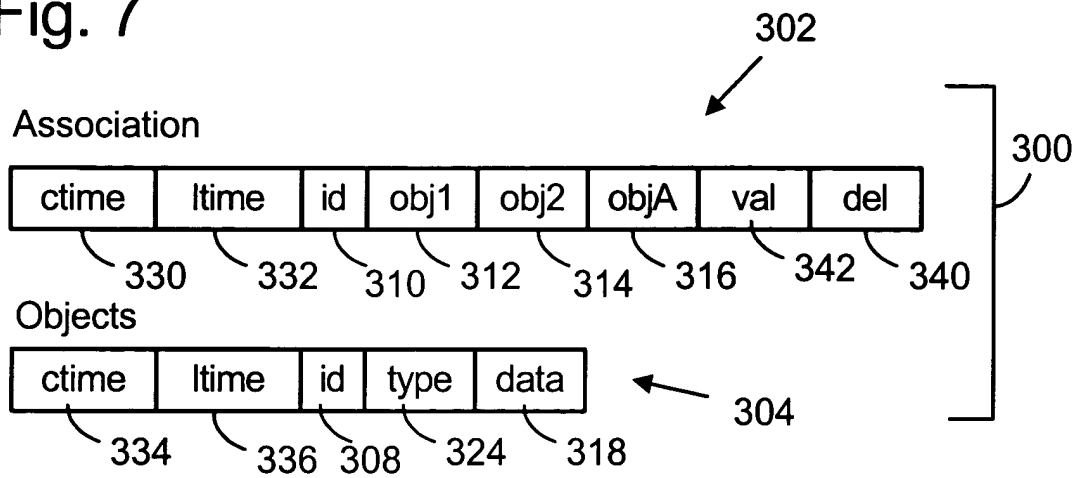 Fig. 7
302
Association
300
ctime ltime id obj1 obj2 objA val del
330 332 310 312 314 316 342 340
Objects
ctime ltime id type data
304
334 336 308 324 318